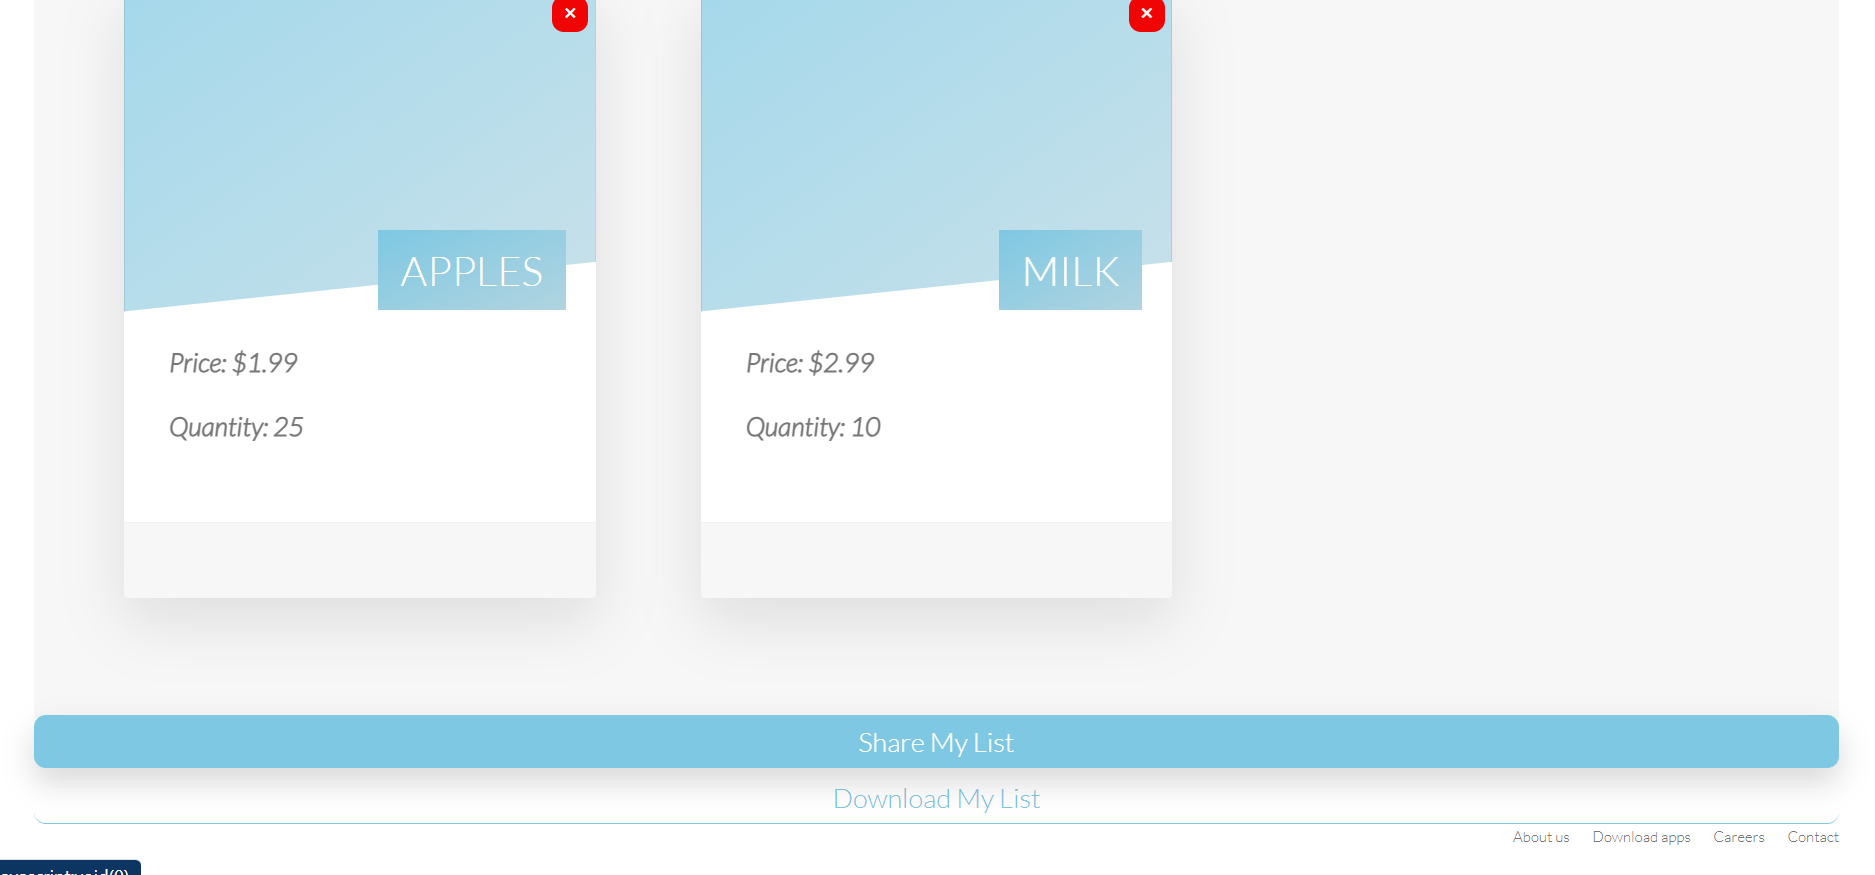 ×
×
APPLES
MILK
Price: $1.99
Price: $2.99
Quantity: 25
Quantity: 10
Share My List
Download My List
About us Download apps Careers Contact